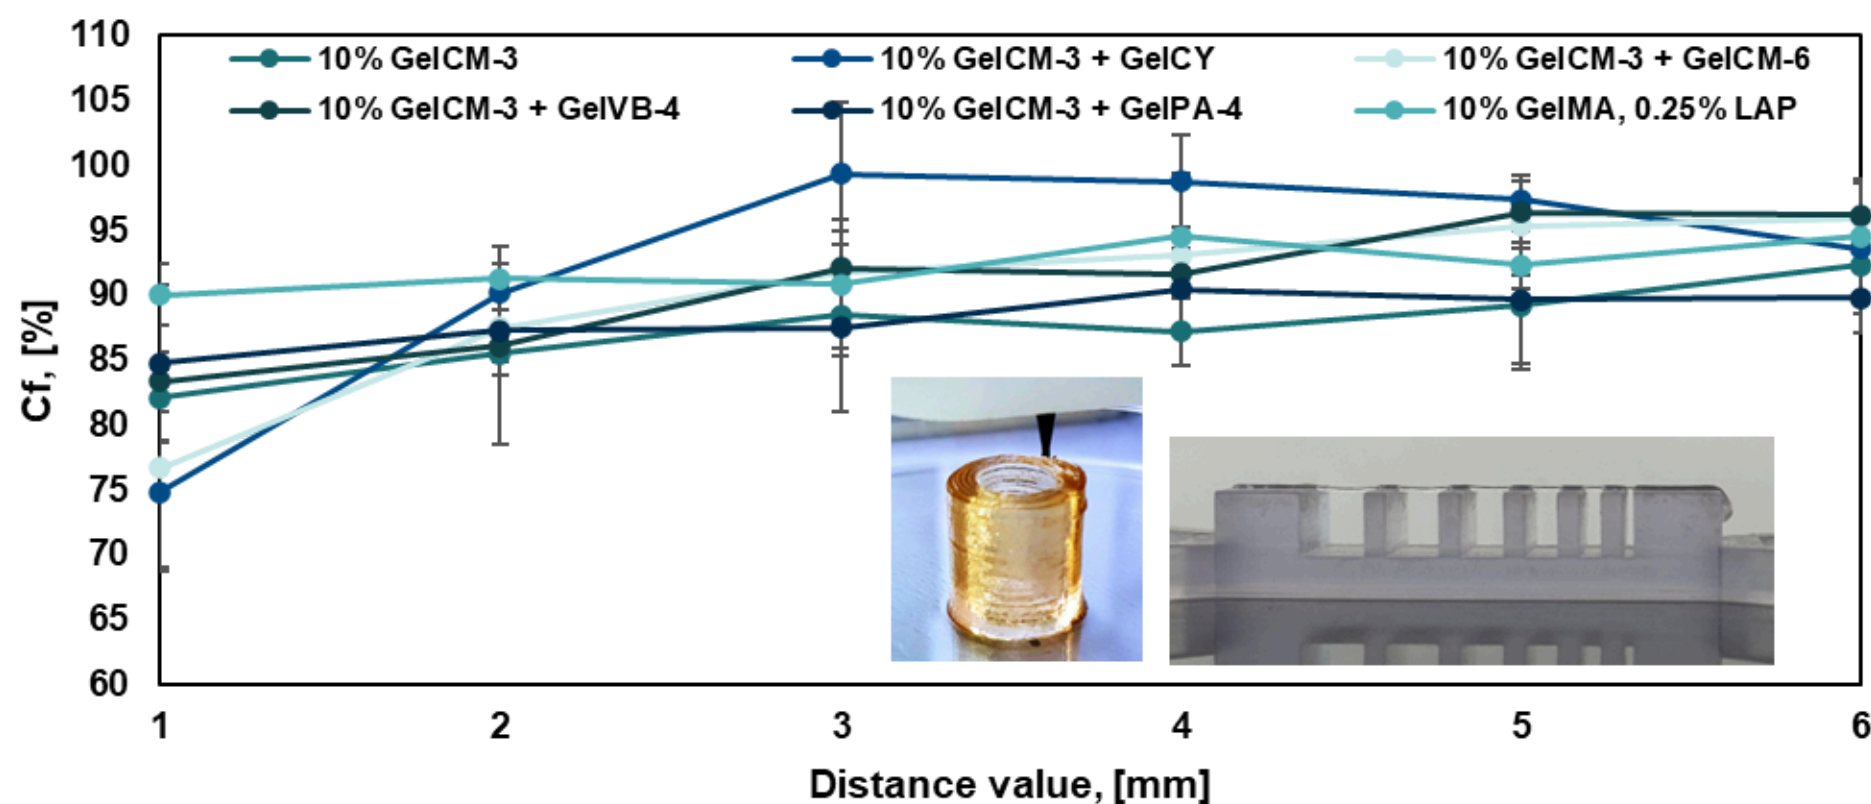 110
10% GelCM-3 10% GelCM-3 + GelCY 10% GelCM-3 + GelCM-6
105
10% GelCM-3 + GelVB-4 10% GelCM-3 + GelPA-4 10% GelMA, 0.25% LAP
100
95
90
85
80
75
70
65
60
Cf, [%]
1 2 3 4 5 6
Distance value, [mm]